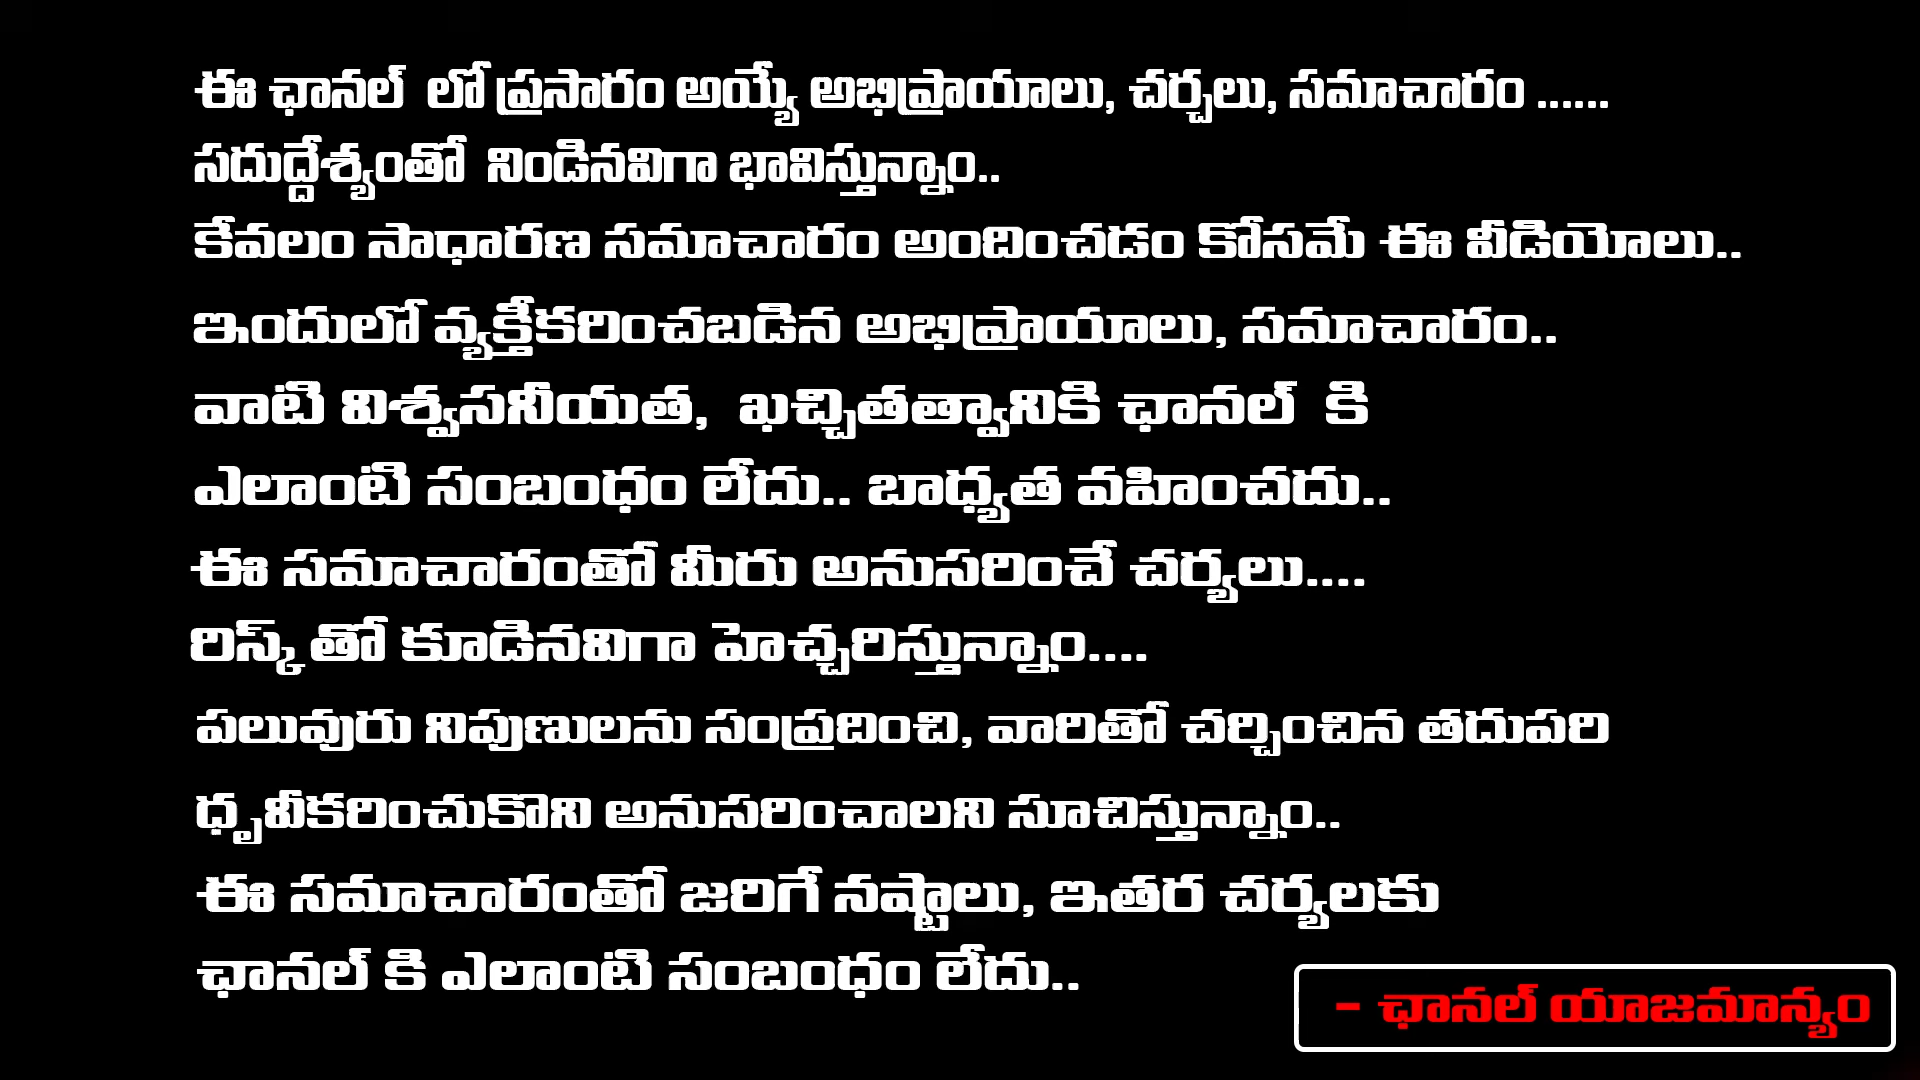 ఈ ఛానల్ లో ప్రసారం అయ్యే అభిప్రాయాలు, చర్చలు, సమాచారం ......
సదుద్దేశ్యంతో నిండినవిగా భావిస్తున్నాం..
కేవలం సాధారణ సమాచారం అందించడం కోసమే ఈ వీడియోలు..
ఇందులో వ్యక్తీకరించబడిన అభిప్రాయాలు, సమాచారం..
వాటి విశ్వసనీయత, ఖచ్చితత్వానికి ఛానల్ కి
ఎలాంటి సంబంధం లేదు.. బాధ్యత వహించదు..
ఈ సమాచారంతో మీరు అనుసరించే చర్యలు....
రిస్క్ తో కూడినవిగా హెచ్చరిస్తున్నాం....
పలువురు నిపుణులను సంప్రదించి, వారితో చర్చించిన తదుపరి
ధృవీకరించుకొని అనుసరించాలని సూచిస్తున్నాం..
ఈ సమాచారంతో జరిగే నష్టాలు, ఇతర చర్యలకు
ఛానల్ కి ఎలాంటి సంబంధం లేదు..
- ఛానల్ యాజమాన్యం